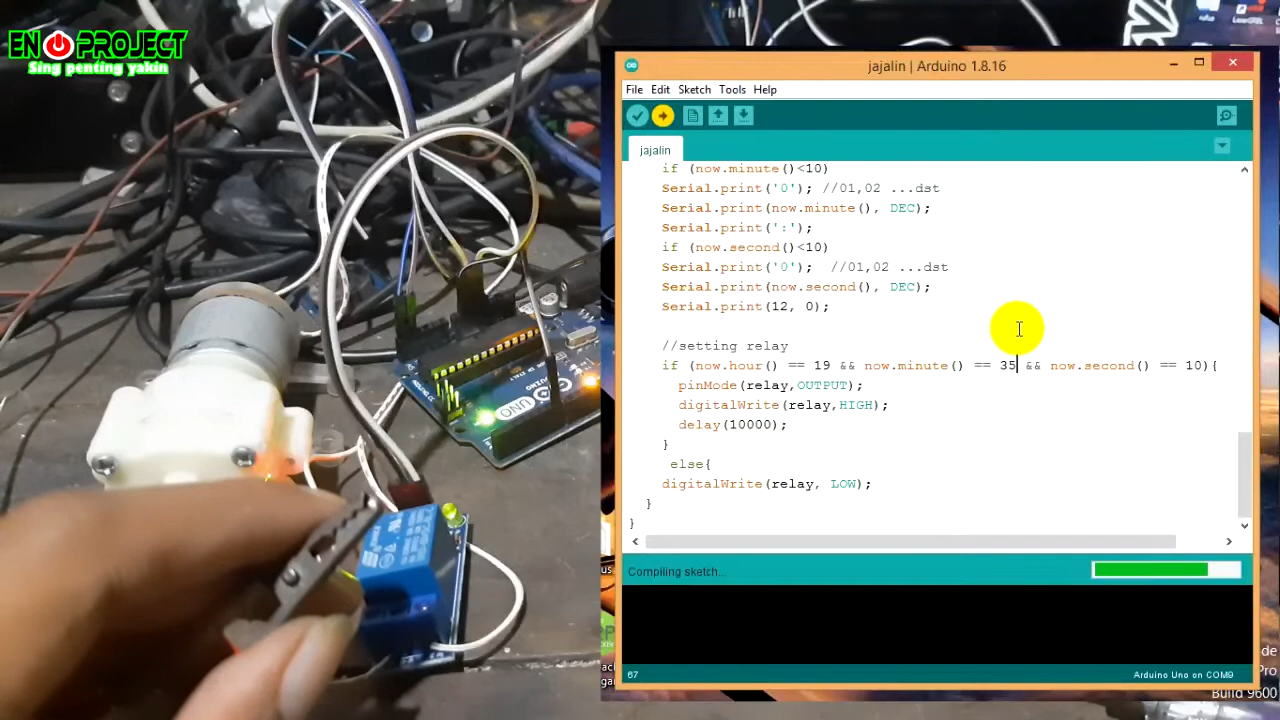 EN PROJECT
Sing penting yakin
jajalin | Arduino 1.8.16
File Edit Sketch Tools Help
jajalin
if (now.minute()<10)
Serial.print('0'); //01,02 ...dst
Serial.print(now.minute(), DEC);
Serial.print(':');
if (now.second()<10)
Serial.print('0');  //01,02 ...dst
Serial.print(now.second(), DEC);
Serial.print(12, 0);
//setting relay
if (now.hour() == 19 && now.minute() == 35 && now.second() == 10){
pinMode(relay,OUTPUT);
digitalWrite(relay,HIGH);
delay(10000);
}
else{
digitalWrite(relay, LOW);
}
}
Compiling sketch...
67
Arduino Uno on COM9
Pro
Build 9600
UNO